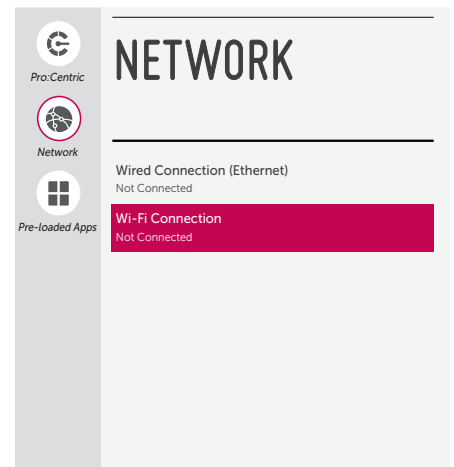 Pro:Centric
Network
Pre-loaded Apps
NETWORK
Wired Connection (Ethernet)
Not Connected
Wi-Fi Connection
Not Connected